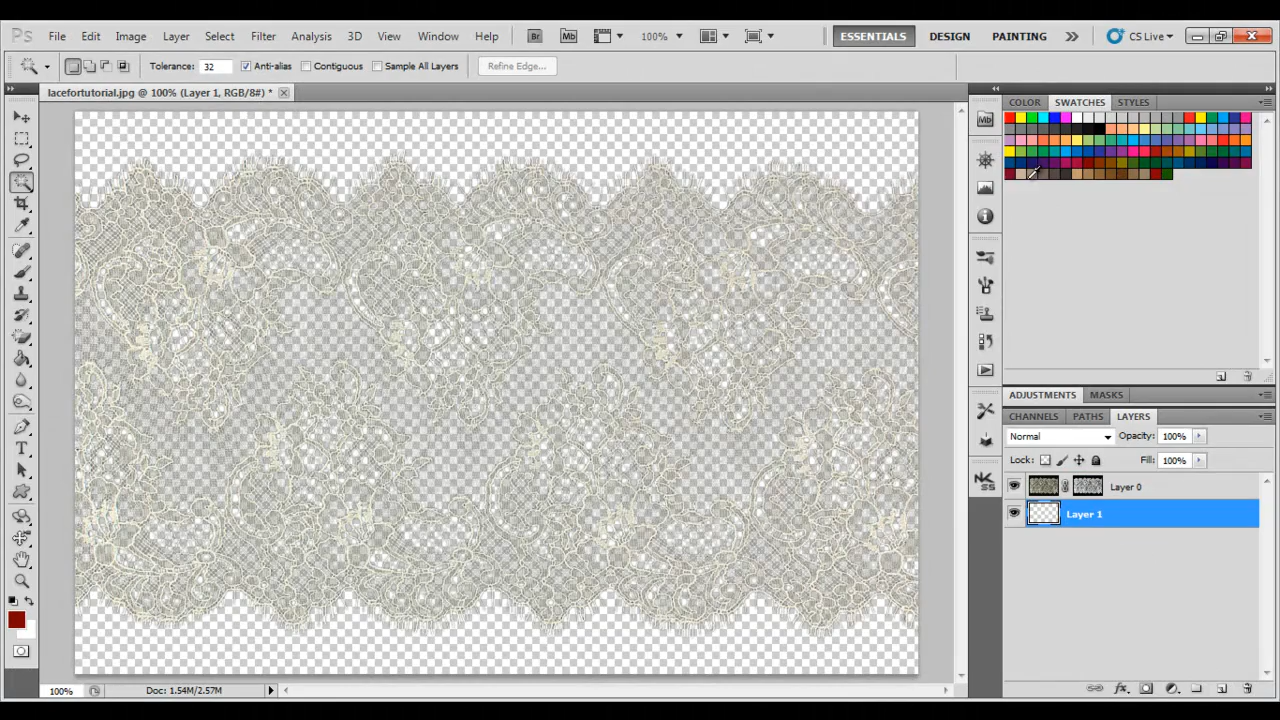 Ps File Edit Image Layer Select Filter Analysis 3D View Window Help Br Mb 100% ESSENTIALS DESIGN PAINTING CS Live
Tolerance: 32 Anti-alias Contiguous Sample All Layers Refine Edge...
lacefortutorial.jpg @ 100% (Layer 1, RGB/8#) *
COLOR SWATCHES STYLES
Mb
ADJUSTMENTS MASKS
CHANNELS PATHS LAYERS
Normal Opacity: 100%
Lock: Fill: 100%
Layer 0
Layer 1
100% Doc: 1.54M/2.57M